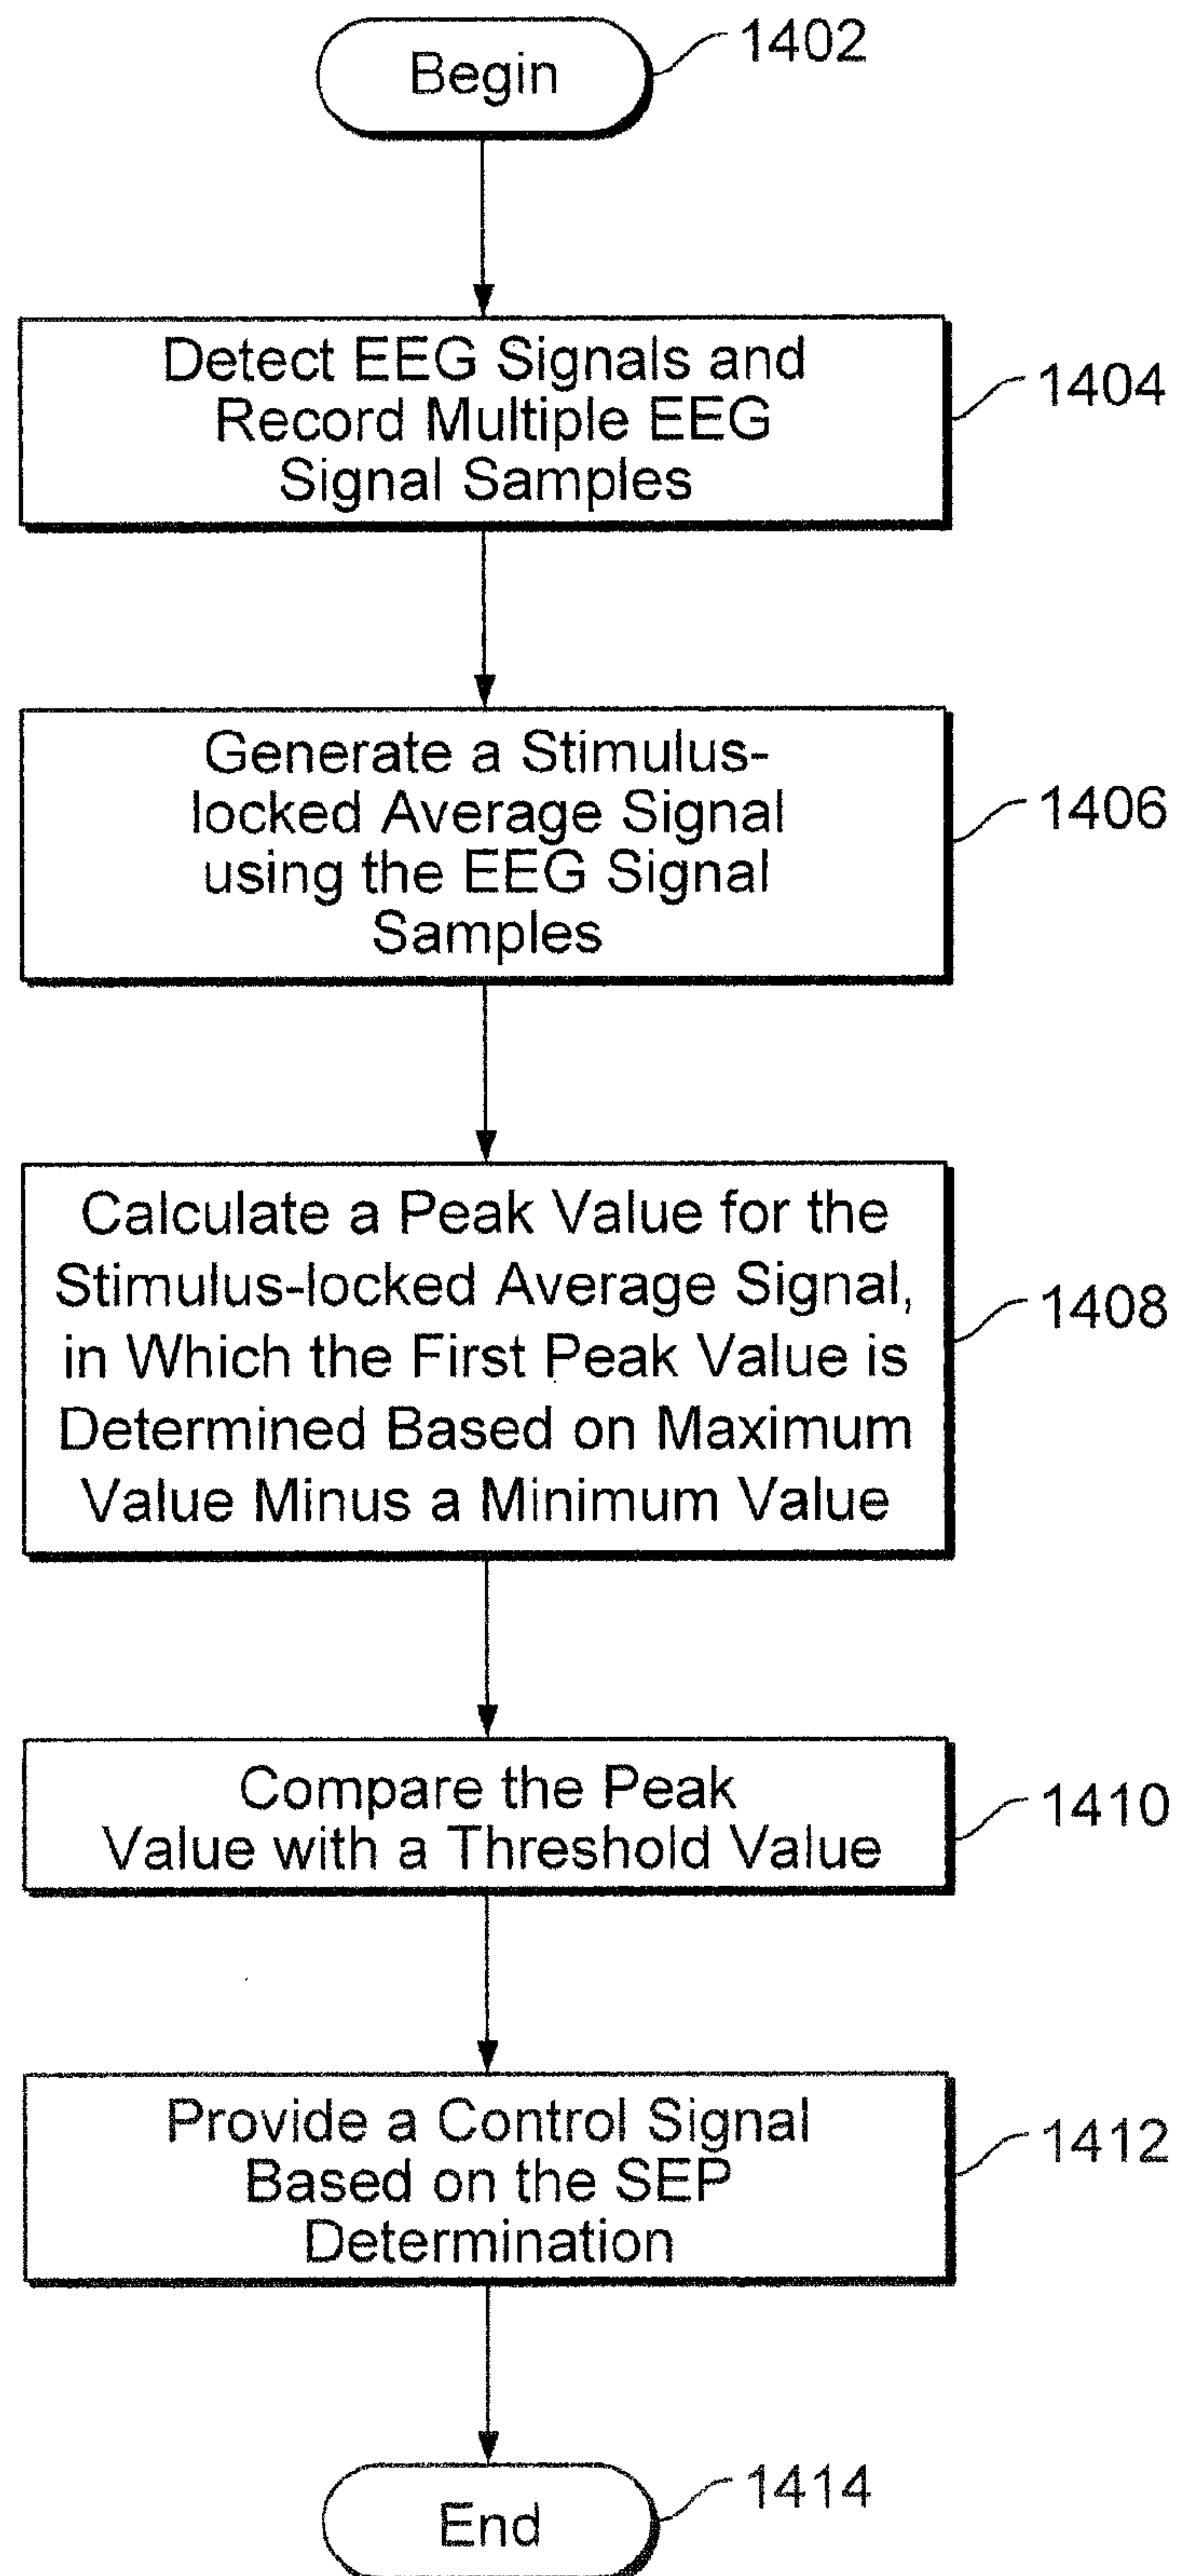 Begin
1402
Detect EEG Signals and
Record Multiple EEG
Signal Samples
1404
Generate a Stimulus-
locked Average Signal
using the EEG Signal
Samples
1406
Calculate a Peak Value for the
Stimulus-locked Average Signal,
in Which the First Peak Value is
Determined Based on Maximum
Value Minus a Minimum Value
1408
Compare the Peak
Value with a Threshold Value
1410
Provide a Control Signal
Based on the SEP
Determination
1412
End
1414